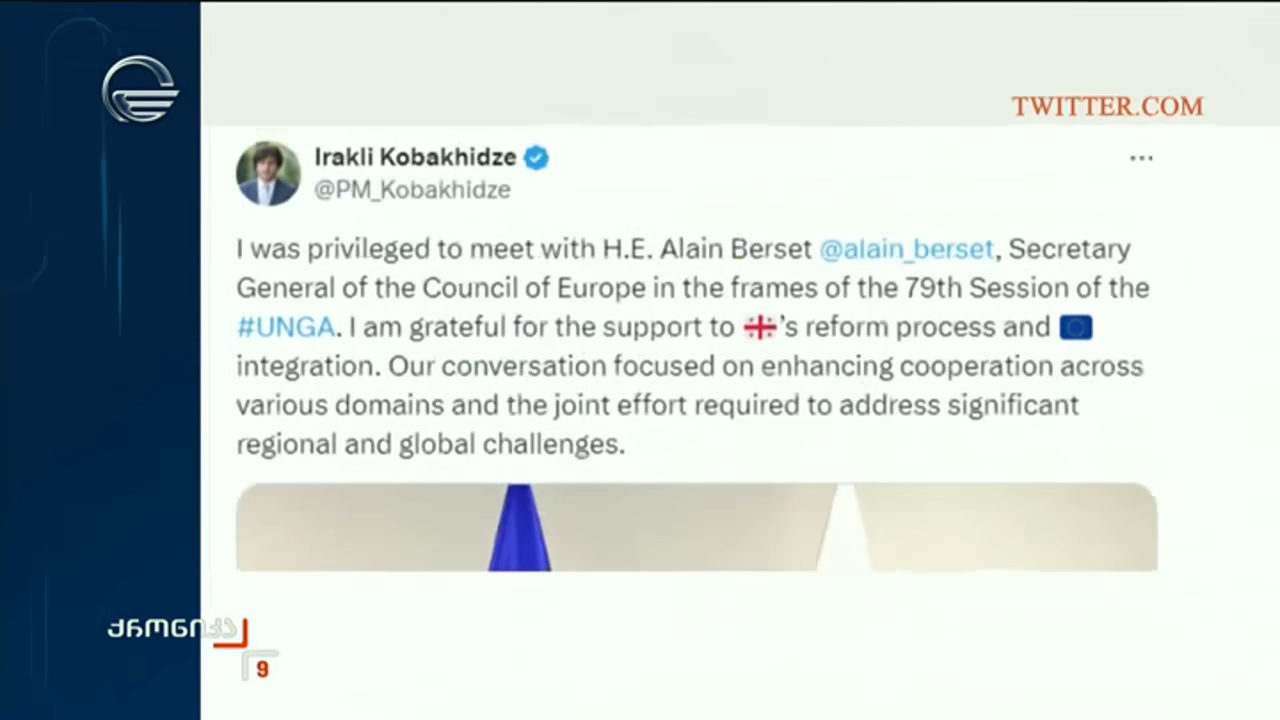 TWITTER.COM
Irakli Kobakhidze
@PM_Kobakhidze
I was privileged to meet with H.E. Alain Berset @alain_berset, Secretary
General of the Council of Europe in the frames of the 79th Session of the
#UNGA. I am grateful for the support to 🇬🇪's reform process and 🇪🇺
integration. Our conversation focused on enhancing cooperation across
various domains and the joint effort required to address significant
regional and global challenges.
ქრონიკა
9